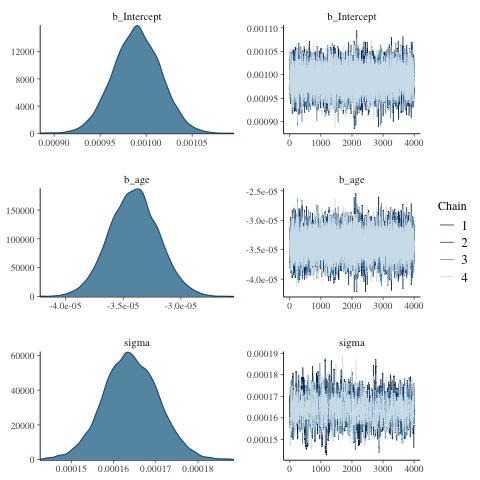 b_Intercept
12000
8000
4000
0
0.00090 0.00095 0.00100 0.00105
b_Intercept
0.00110
0.00105
0.00100
0.00095
0.00090
0 1000 2000 3000 4000
b_age
150000
100000
50000
0
-4.0e-05 -3.5e-05 -3.0e-05
b_age
-2.5e-05
-3.0e-05
-3.5e-05
-4.0e-05
0 1000 2000 3000 4000
Chain
1
2
3
4
sigma
60000
40000
20000
0
0.00015 0.00016 0.00017 0.00018
sigma
0.00019
0.00018
0.00017
0.00016
0.00015
0 1000 2000 3000 4000